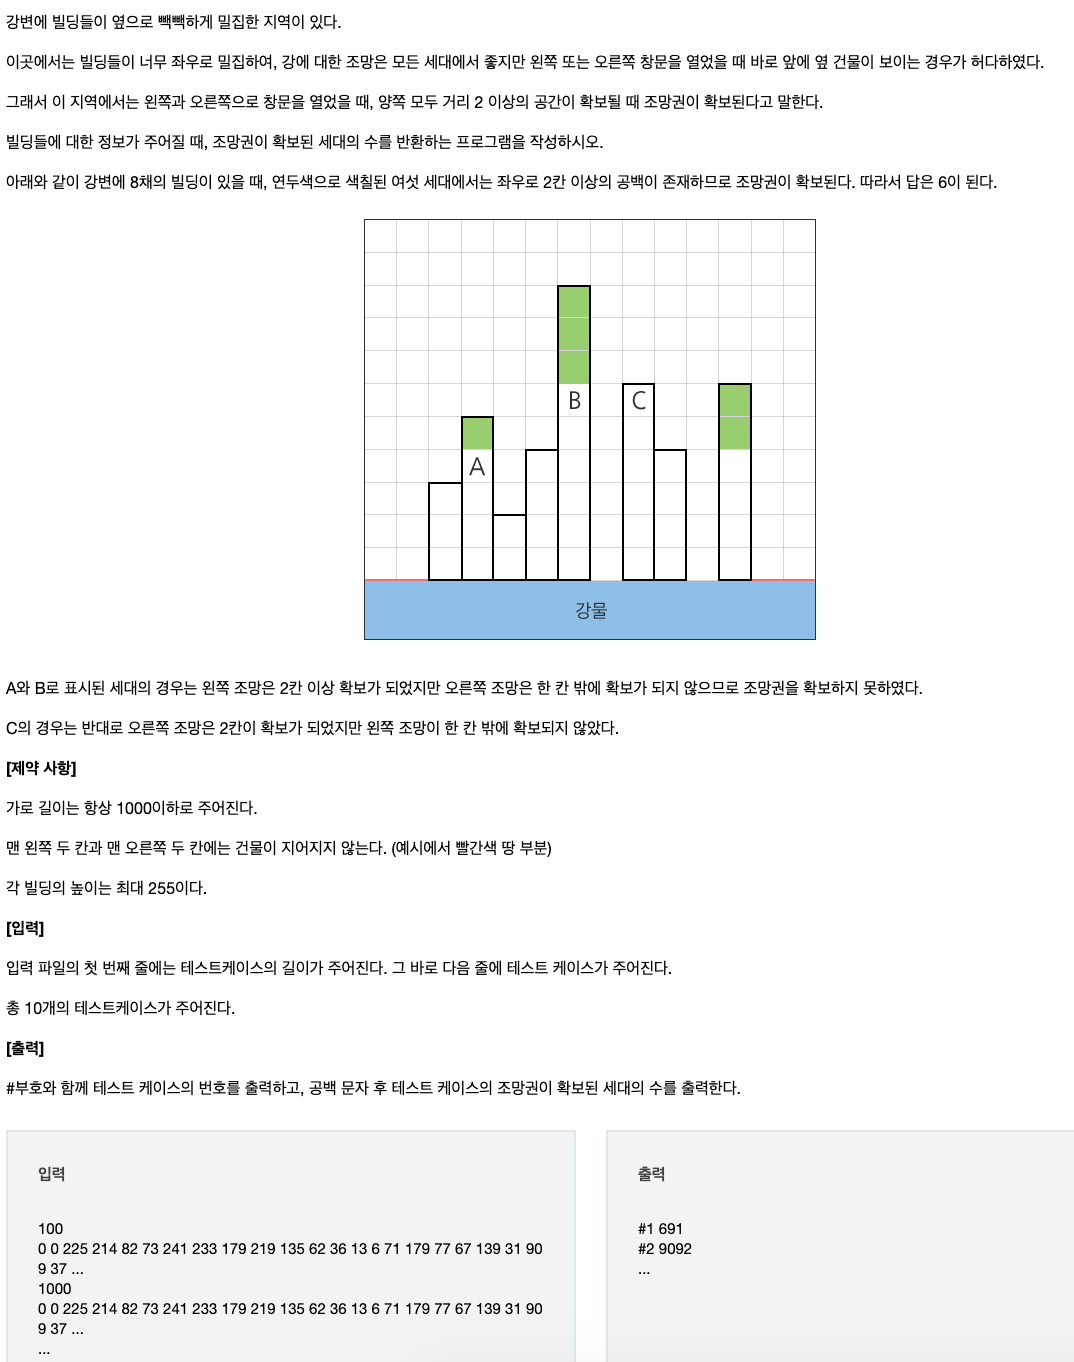 강변에 빌딩들이 옆으로 빽빽하게 밀집한 지역이 있다.
이곳에서는 빌딩들이 너무 좌우로 밀집하여, 강에 대한 조망은 모든 세대에서 좋지만 왼쪽 또는 오른쪽 창문을 열었을 때 바로 앞에 옆 건물이 보이는 경우가 허다하였다.
그래서 이 지역에서는 왼쪽과 오른쪽으로 창문을 열었을 때, 양쪽 모두 거리 2 이상의 공간이 확보될 때 조망권이 확보된다고 말한다.
빌딩들에 대한 정보가 주어질 때, 조망권이 확보된 세대의 수를 반환하는 프로그램을 작성하시오.
아래와 같이 강변에 8채의 빌딩이 있을 때, 연두색으로 색칠된 여섯 세대에서는 좌우로 2칸 이상의 공백이 존재하므로 조망권이 확보된다. 따라서 답은 6이 된다.
B
C
A
강물
A와 B로 표시된 세대의 경우는 왼쪽 조망은 2칸 이상 확보가 되었지만 오른쪽 조망은 한 칸 밖에 확보가 되지 않으므로 조망권을 확보하지 못하였다.
C의 경우는 반대로 오른쪽 조망은 2칸이 확보가 되었지만 왼쪽 조망이 한 칸 밖에 확보되지 않았다.
[제약 사항]
가로 길이는 항상 1000이하로 주어진다.
맨 왼쪽 두 칸과 맨 오른쪽 두 칸에는 건물이 지어지지 않는다. (예시에서 빨간색 땅 부분)
각 빌딩의 높이는 최대 255이다.
[입력]
입력 파일의 첫 번째 줄에는 테스트케이스의 길이가 주어진다. 그 바로 다음 줄에 테스트 케이스가 주어진다.
총 10개의 테스트케이스가 주어진다.
[출력]
#부호와 함께 테스트 케이스의 번호를 출력하고, 공백 문자 후 테스트 케이스의 조망권이 확보된 세대의 수를 출력한다.
입력
100
0 0 225 214 82 73 241 233 179 219 135 62 36 13 6 71 179 77 67 139 31 90
9 37 ...
1000
0 0 225 214 82 73 241 233 179 219 135 62 36 13 6 71 179 77 67 139 31 90
9 37 ...
...
출력
#1 691
#2 9092
...